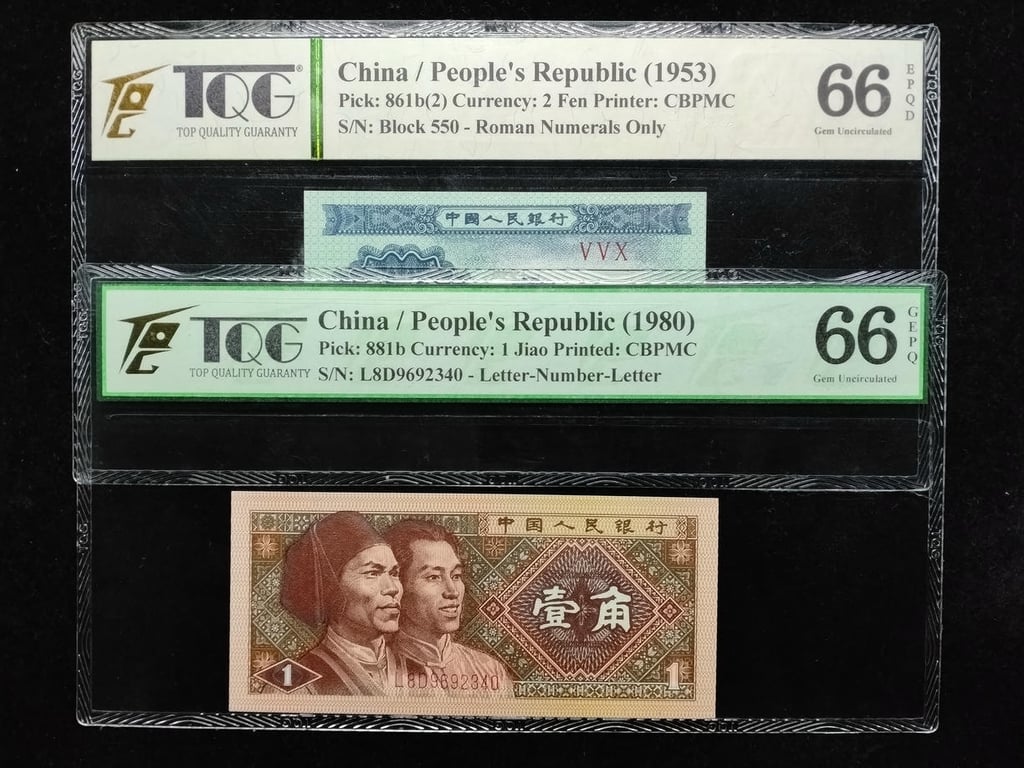 TQG®
TOP QUALITY GUARANTY
China / People's Republic (1953)
Pick: 861b(2) Currency: 2 Fen Printer: CBPMC
S/N: Block 550 - Roman Numerals Only
66
EPQD
Gem Uncirculated
中國人民銀行
VVX
TQG
TOP QUALITY GUARANTY
China / People's Republic (1980)
Pick: 881b Currency: 1 Jiao Printed: CBPMC
S/N: L8D9692340 - Letter-Number-Letter
66
GEPQ
Gem Uncirculated
中国人民银行
壹角
1
L8D9692340
1